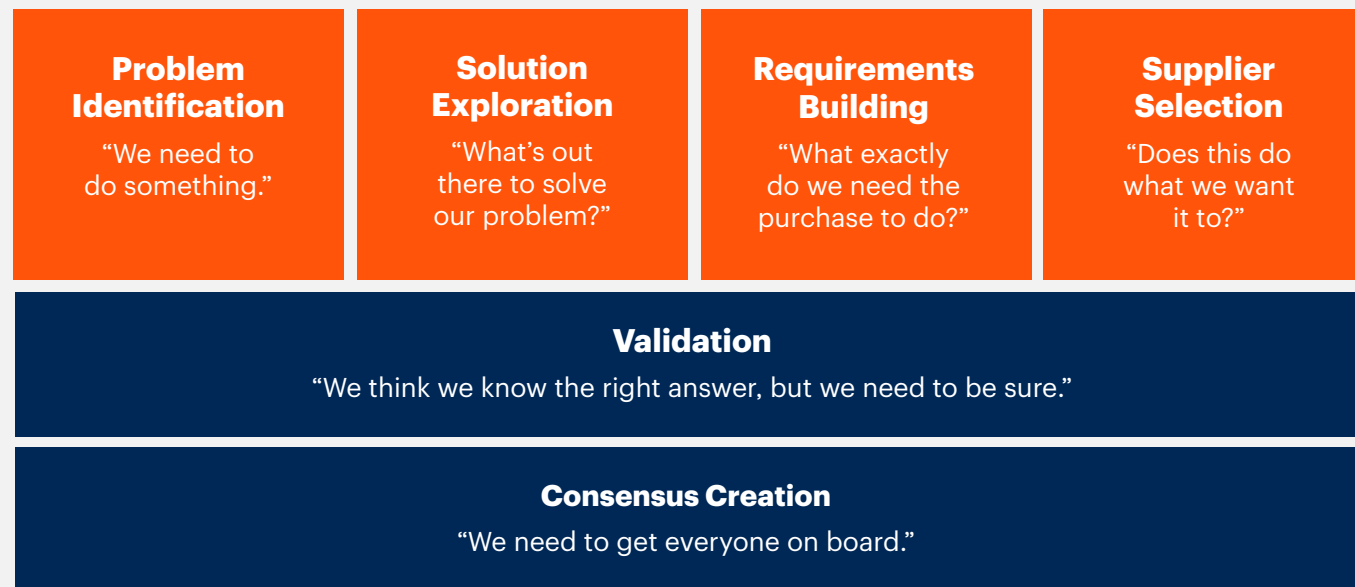 Problem
Identification
“We need to
do something.”
Solution
Exploration
“What’s out
there to solve
our problem?”
Requirements
Building
“What exactly
do we need the
purchase to do?”
Supplier
Selection
“Does this do
what we want
it to?”
Validation
“We think we know the right answer, but we need to be sure.”
Consensus Creation
“We need to get everyone on board.”